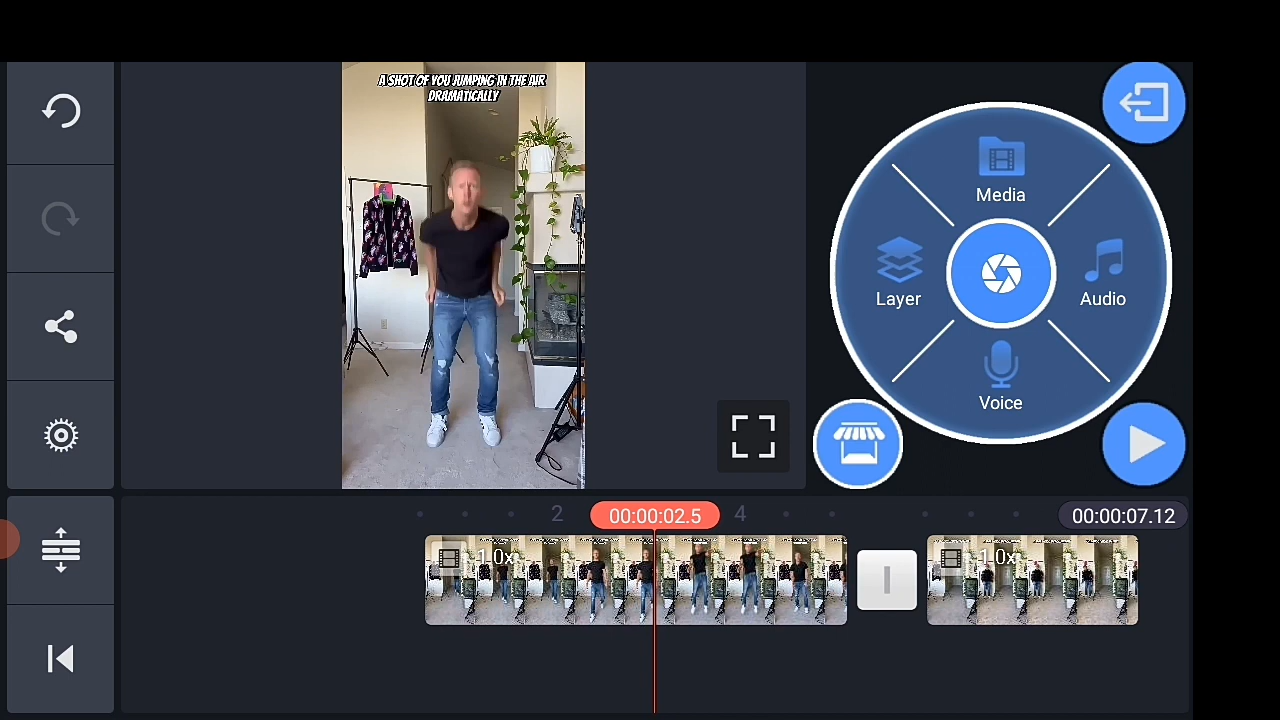 A SHOT OF YOU JUMPING IN THE AIR
DRAMATICALLY
Media
Layer
Audio
Voice
2
00:00:02.5
4
00:00:07.12
1.0x
1.0x